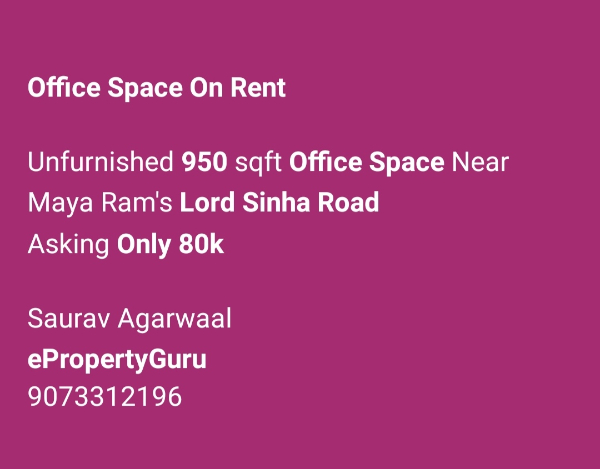 Office Space On Rent
Unfurnished 950 sqft Office Space Near
Maya Ram's Lord Sinha Road
Asking Only 80k
Saurav Agarwaal
ePropertyGuru
9073312196